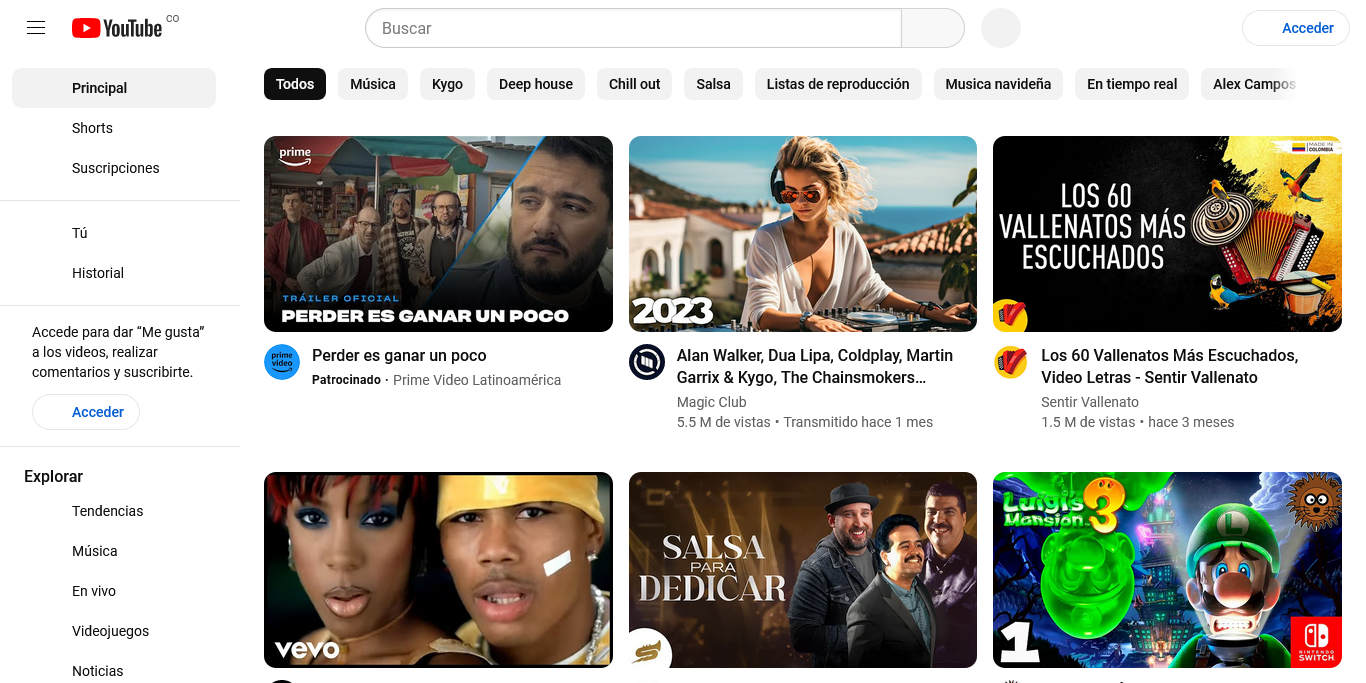 YouTube CO
Buscar
Acceder
Principal
Shorts
Suscripciones
Tú
Historial
Accede para dar “Me gusta”
a los videos, realizar
comentarios y suscribirte.
Acceder
Explorar
Tendencias
Música
En vivo
Videojuegos
Noticias
Todos
Música
Kygo
Deep house
Chill out
Salsa
Listas de reproducción
Musica navideña
En tiempo real
Alex Campos
prime
TRÁILER OFICIAL
PERDER ES GANAR UN POCO
prime
video
Perder es ganar un poco
Patrocinado · Prime Video Latinoamérica
2023
Alan Walker, Dua Lipa, Coldplay, Martin
Garrix & Kygo, The Chainsmokers…
Magic Club
5.5 M de vistas • Transmitido hace 1 mes
MADE IN
COLOMBIA
LOS 60
VALLENATOS MÁS
ESCUCHADOS
Los 60 Vallenatos Más Escuchados,
Video Letras - Sentir Vallenato
Sentir Vallenato
1.5 M de vistas • hace 3 meses
vevo
SALSA
PARA
DEDICAR
Luigi's
Mansion 3
L
1
NINTENDO
SWITCH